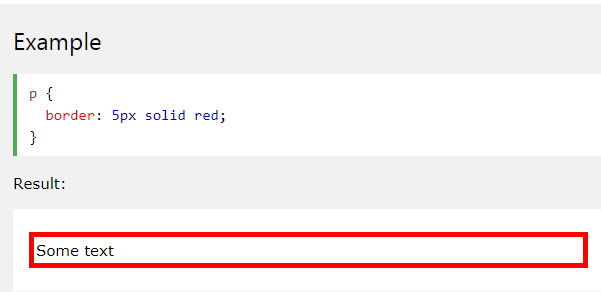 Example
p {
  border: 5px solid red;
}
Result:
Some text